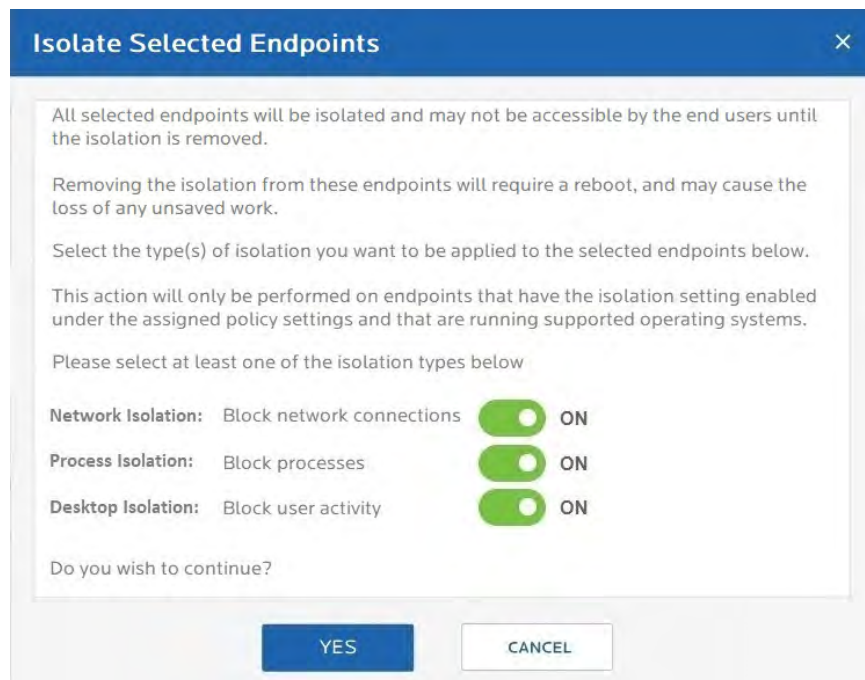 Isolate Selected Endpoints
All selected endpoints will be isolated and may not be accessible by the end users until
the isolation is removed.
Removing the isolation from these endpoints will require a reboot, and may cause the
loss of any unsaved work.
Select the type(s) of isolation you want to be applied to the selected endpoints below.
This action will only be performed on endpoints that have the isolation setting enabled
under the assigned policy settings and that are running supported operating systems.
Please select at least one of the isolation types below
Network Isolation: Block network connections ON
Process Isolation: Block processes ON
Desktop Isolation: Block user activity ON
Do you wish to continue?
YES CANCEL